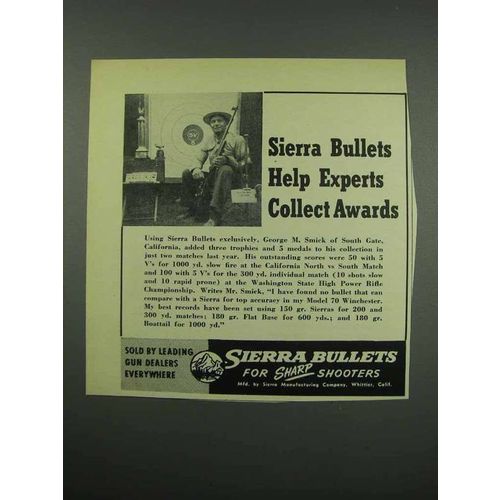 Sierra Bullets
Help Experts
Collect Awards
Using Sierra Bullets exclusively, George M. Smick of South Gate,
California, added three trophies and 5 medals to his collection in
just two matches last year. His outstanding scores were 50 with 5
V's for 1000 yd. slow fire at the California North vs South Match
and 100 with 5 V's for the 300 yd. individual match (10 shots slow
and 10 rapid prone) at the Washington State High Power Rifle
Championship. Writes Mr. Smick, "I have found no bullet that can
compare with a Sierra for top accuracy in my Model 70 Winchester.
My best records have been set using 150 gr. Sierras for 200 and
300 yd. matches; 180 gr. Flat Base for 600 yds.; and 180 gr.
Boattail for 1000 yd."
SOLD BY LEADING
GUN DEALERS
EVERYWHERE
SIERRA BULLETS
FOR SHARP SHOOTERS
Mfd. by Sierra Manufacturing Company, Whittier, Calif.